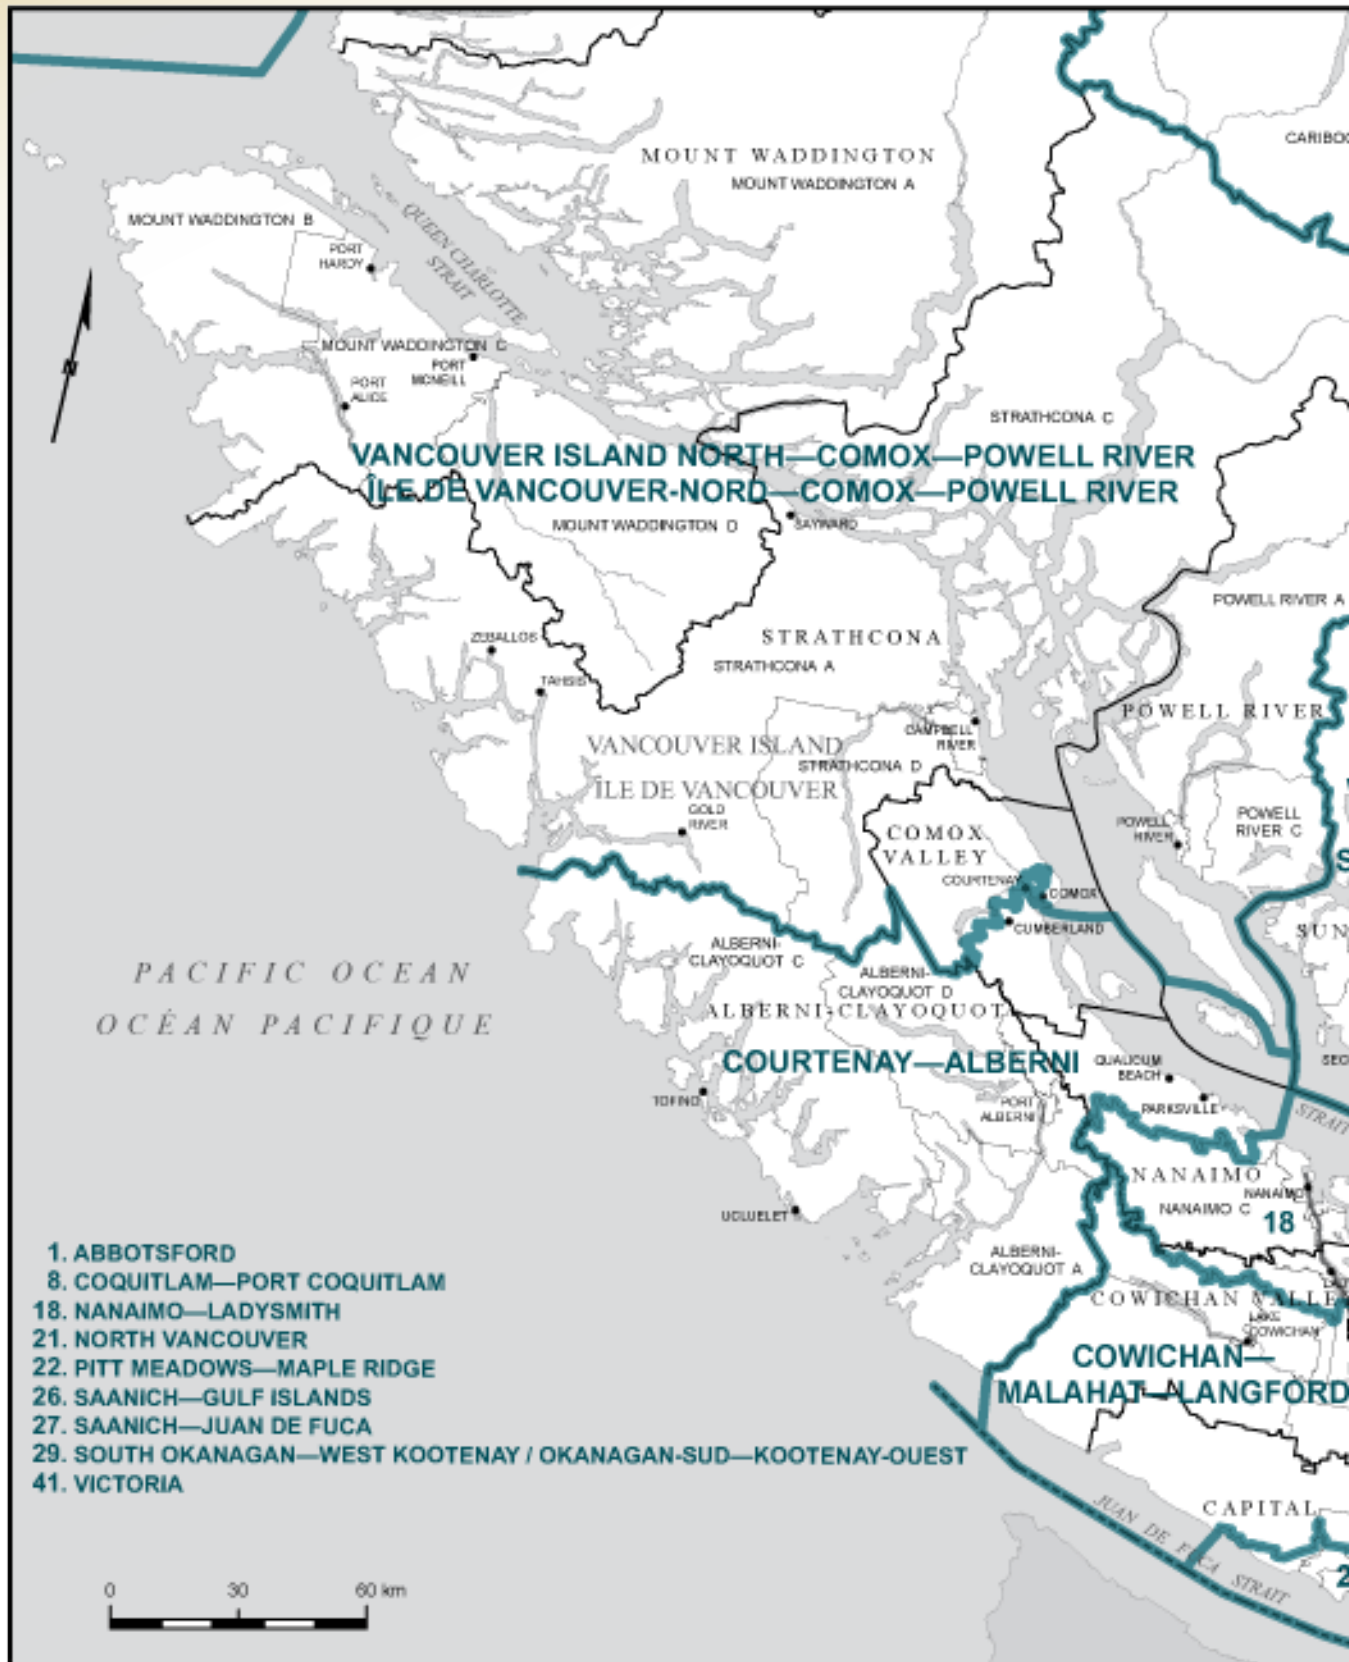 CARIBOO
MOUNT WADDINGTON
MOUNT WADDINGTON A
MOUNT WADDINGTON B
QUEEN CHARLOTTE
STRAIT
PORT
HARDY
N
MOUNT WADDINGTON C
PORT
MCNEILL
PORT
ALICE
STRATHCONA C
VANCOUVER ISLAND NORTH—COMOX—POWELL RIVER
ÎLE DE VANCOUVER-NORD—COMOX—POWELL RIVER
MOUNT WADDINGTON D
SAYWARD
POWELL RIVER A
ZEBALLOS
STRATHCONA
STRATHCONA A
TAHSIS
POWELL RIVER
CAMPBELL
RIVER
VANCOUVER ISLAND
STRATHCONA D
ÎLE DE VANCOUVER
GOLD
RIVER
POWELL
RIVER
POWELL
RIVER C
COMOX
VALLEY
S
COURTENAY
COMOX
CUMBERLAND
SUN
ALBERNI-
CLAYOQUOT C
ALBERNI-
CLAYOQUOT D
PACIFIC OCEAN
OCÉAN PACIFIQUE
ALBERNI-CLAYOQUOT
COURTENAY—ALBERNI
QUALICUM
BEACH
SEC
TOFINO
PORT
ALBERNI
PARKSVILLE
STRAIT
NANAIMO
NANAIMO
NANAIMO C
18
UCLUELET
ALBERNI-
CLAYOQUOT A
COWICHAN VALLEY
LAKE
COWICHAN
COWICHAN—
MALAHAT—LANGFORD
1. ABBOTSFORD
8. COQUITLAM—PORT COQUITLAM
18. NANAIMO—LADYSMITH
21. NORTH VANCOUVER
22. PITT MEADOWS—MAPLE RIDGE
26. SAANICH—GULF ISLANDS
27. SAANICH—JUAN DE FUCA
29. SOUTH OKANAGAN—WEST KOOTENAY / OKANAGAN-SUD—KOOTENAY-OUEST
41. VICTORIA
CAPITAL
JUAN DE FUCA STRAIT
2
0 30 60 km